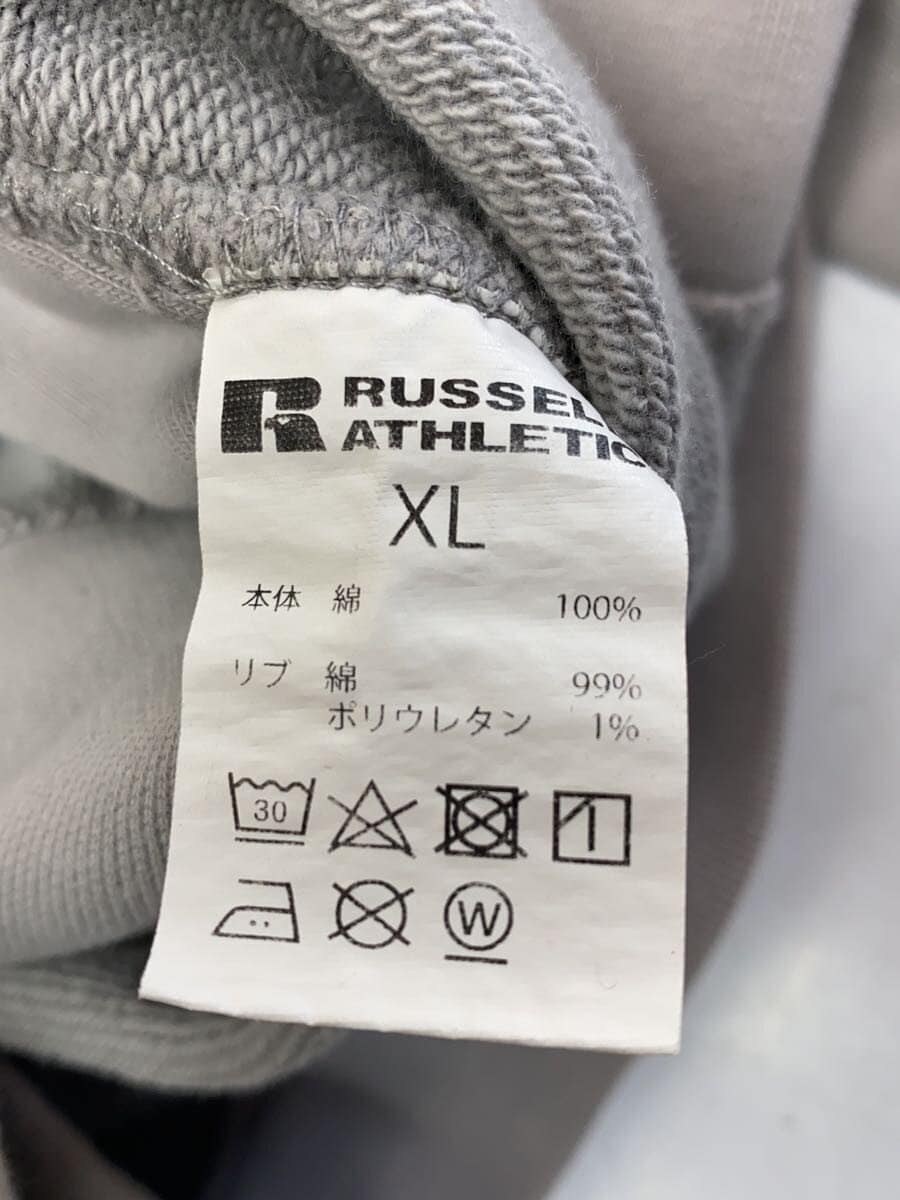 RUSSEL
ATHLETIC
XL
本体 綿 100%
リブ 綿 99%
ポリウレタン 1%
30
W